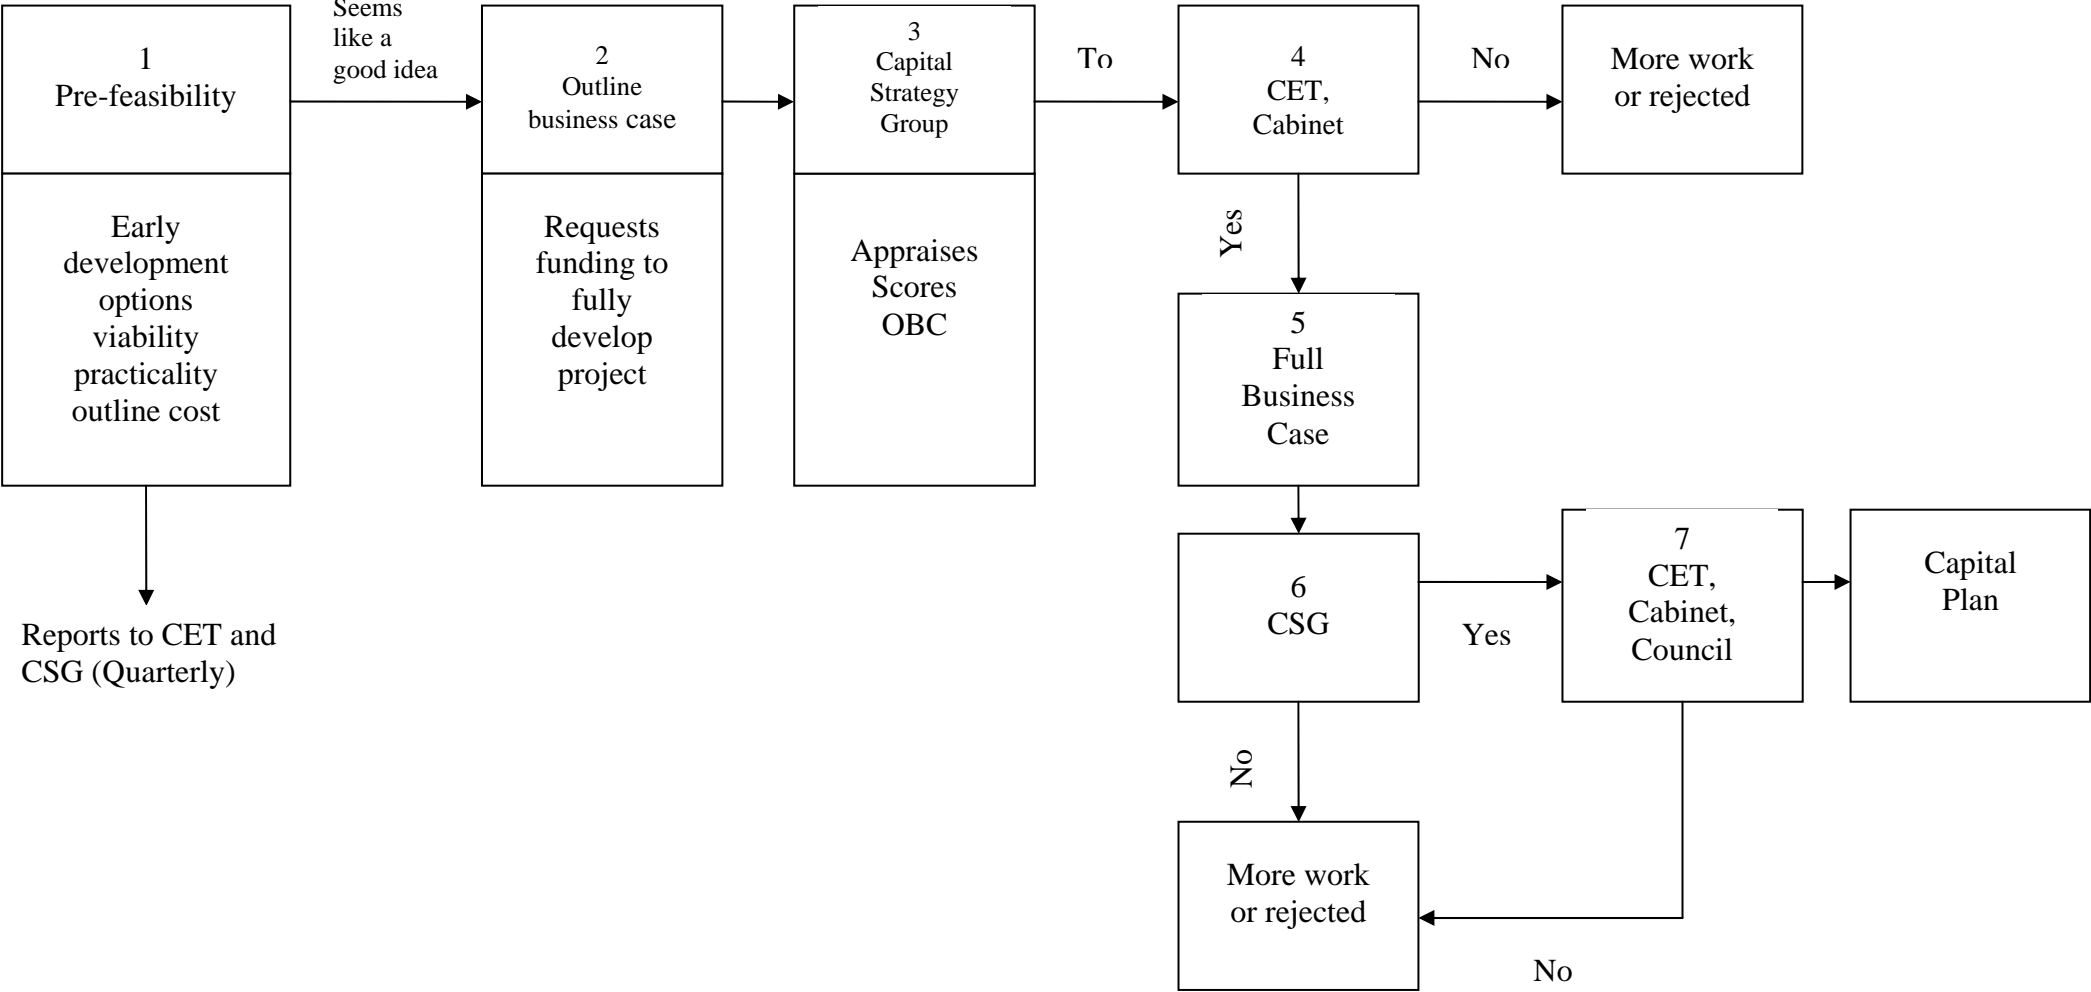 Seems
like a
good idea
1
Pre-feasibility
2
Outline
business case
3
Capital
Strategy
Group
To
4
CET,
Cabinet
No
More work
or rejected
Early
development
options
viability
practicality
outline cost
Requests
funding to
fully
develop
project
Appraises
Scores
OBC
Yes
5
Full
Business
Case
Reports to CET and
CSG (Quarterly)
6
CSG
Yes
7
CET,
Cabinet,
Council
Capital
Plan
No
More work
or rejected
No